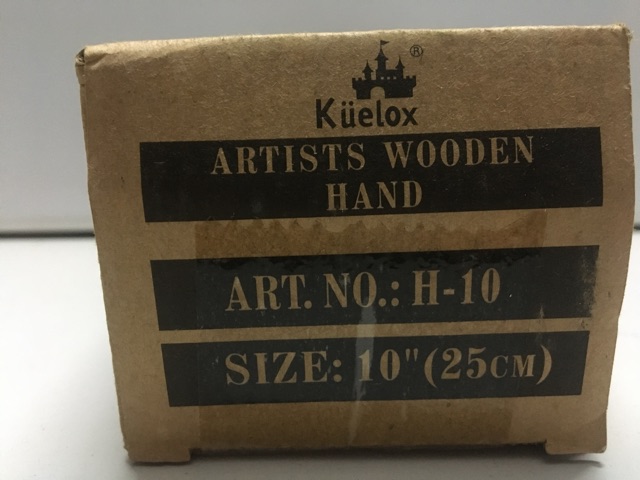 ®
Küelox
ARTISTS WOODEN
HAND
ART. NO.: H-10
SIZE: 10"(25CM)